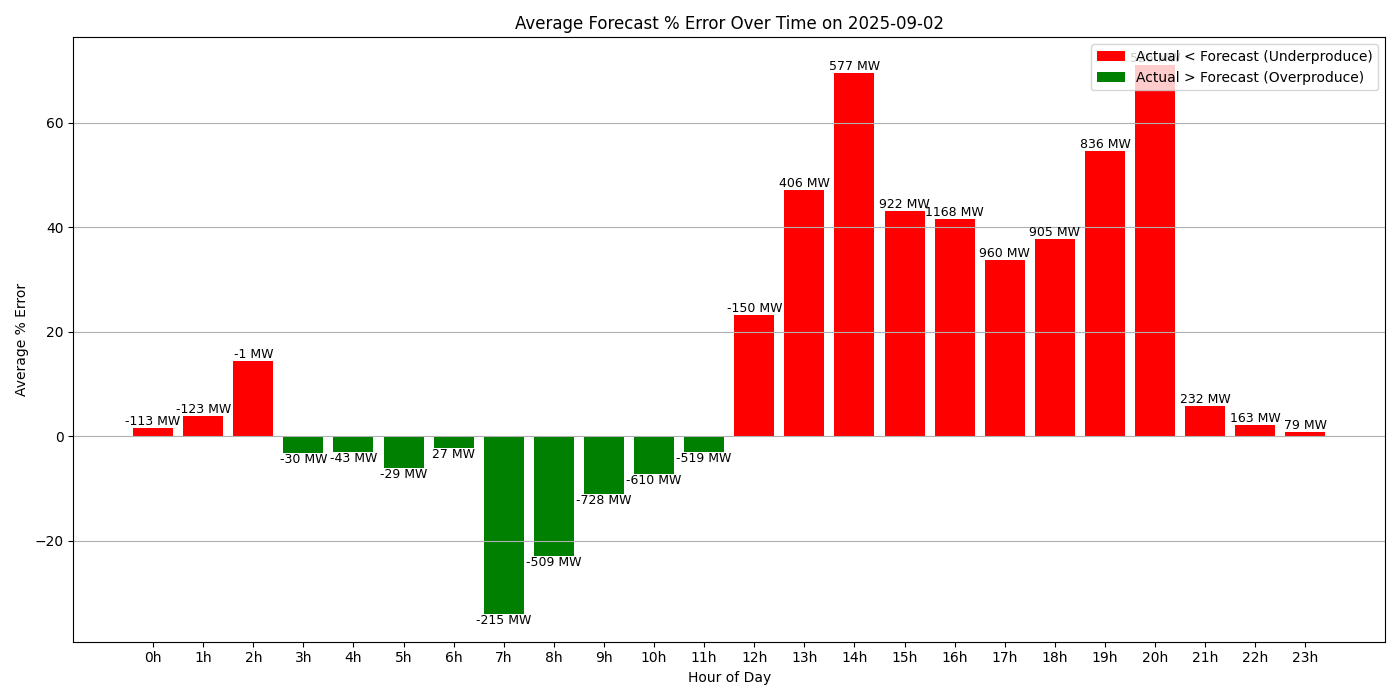 Average Forecast % Error Over Time on 2025-09-02
Actual < Forecast (Underproduce)
Actual > Forecast (Overproduce)
Average % Error
60
40
20
0
−20
-113 MW
-123 MW
-1 MW
-30 MW
-43 MW
-29 MW
27 MW
-215 MW
-509 MW
-728 MW
-610 MW
-519 MW
-150 MW
406 MW
577 MW
922 MW
1168 MW
960 MW
905 MW
836 MW
232 MW
163 MW
79 MW
0h 1h 2h 3h 4h 5h 6h 7h 8h 9h 10h 11h 12h 13h 14h 15h 16h 17h 18h 19h 20h 21h 22h 23h
Hour of Day